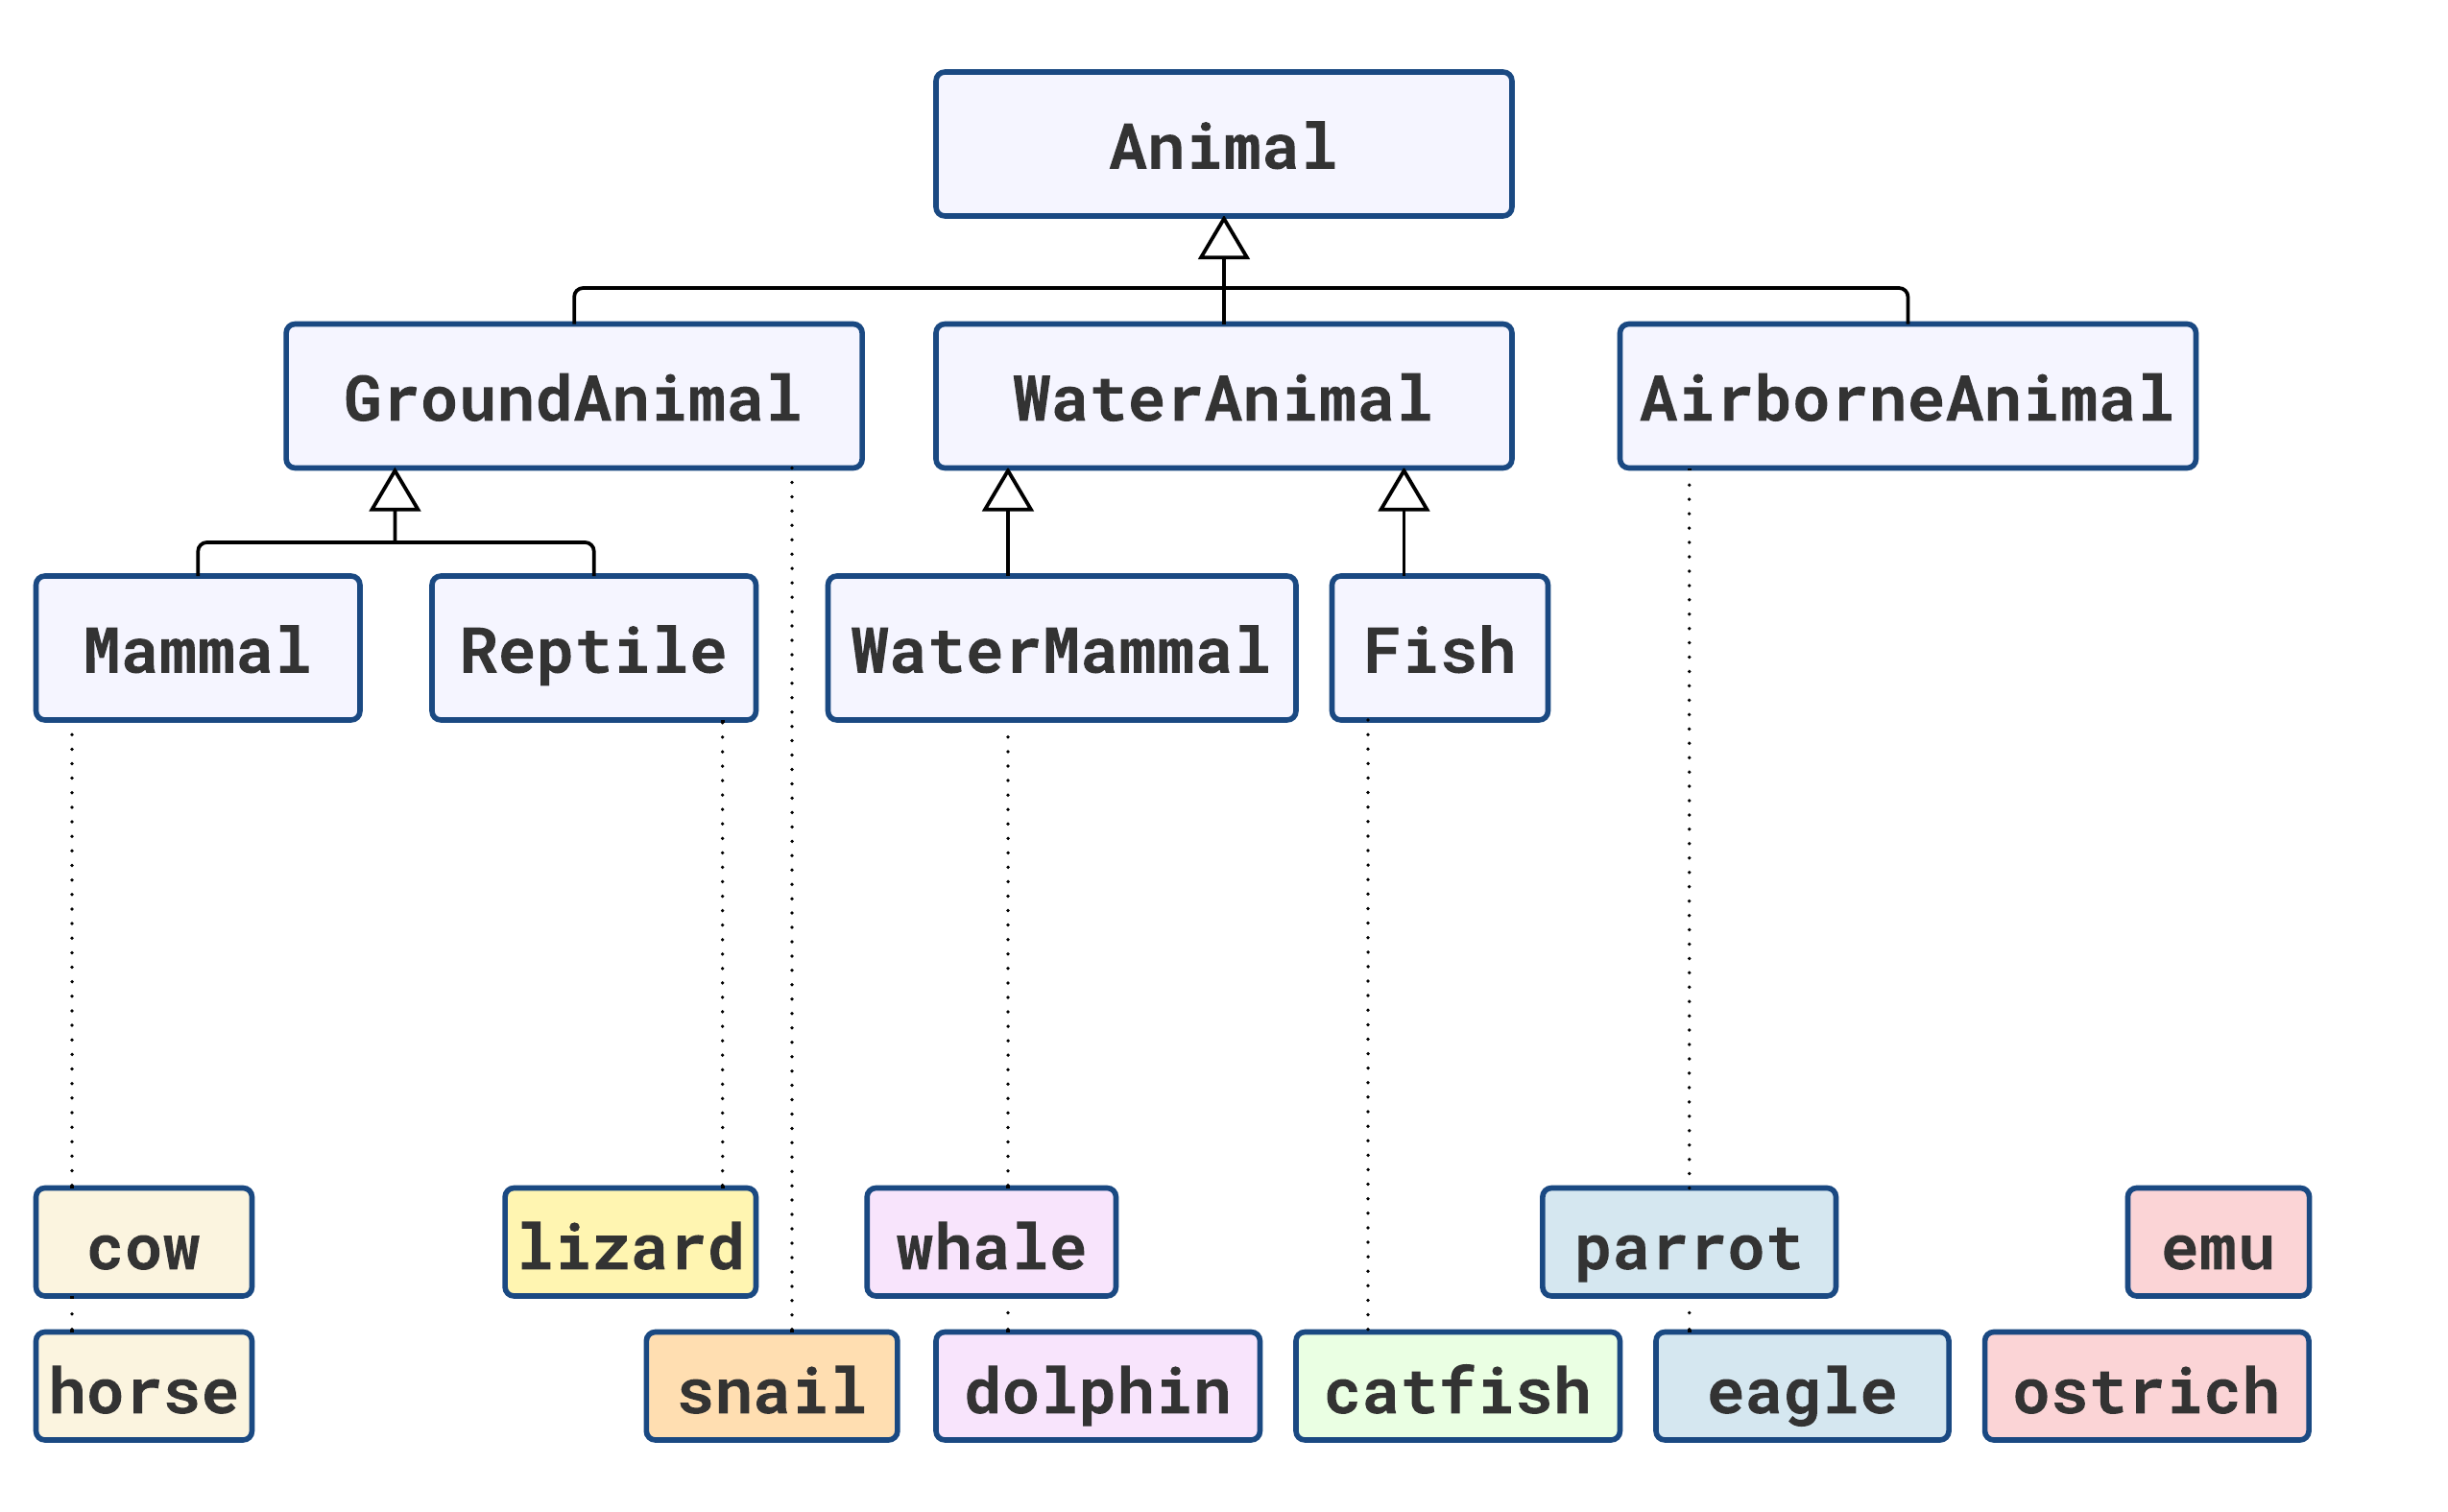 Animal
GroundAnimal
WaterAnimal
AirborneAnimal
Mammal
Reptile
WaterMammal
Fish
cow
lizard
whale
parrot
emu
horse
snail
dolphin
catfish
eagle
ostrich